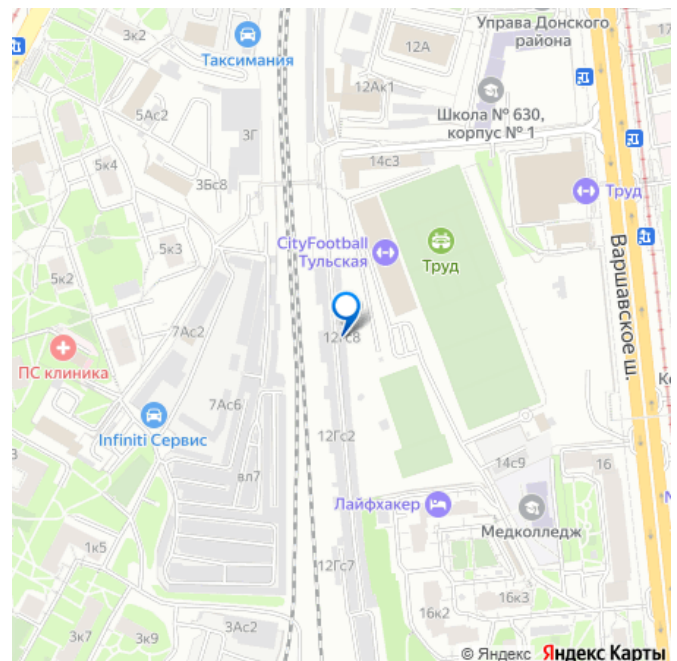 Управа Донского
района
17
3к2
12А
Таксимания
12Ак1
Школа № 630,
корпус № 1
5Ас2
3Г
14с3
5к4
3Бс8
Труд
CityFootball
Тульская
Труд
5к3
5к2
Варшавское ш.
7Ас2
12Гс8
ПС клиника
7Ас6
Infiniti Сервис
12Гс2
14с9
16
вл7
Лайфхакер
Медколледж
1к5
12Гс7
16к3
16к2
3Ас2
3к7
3к9
© Яндекс Яндекс Карты